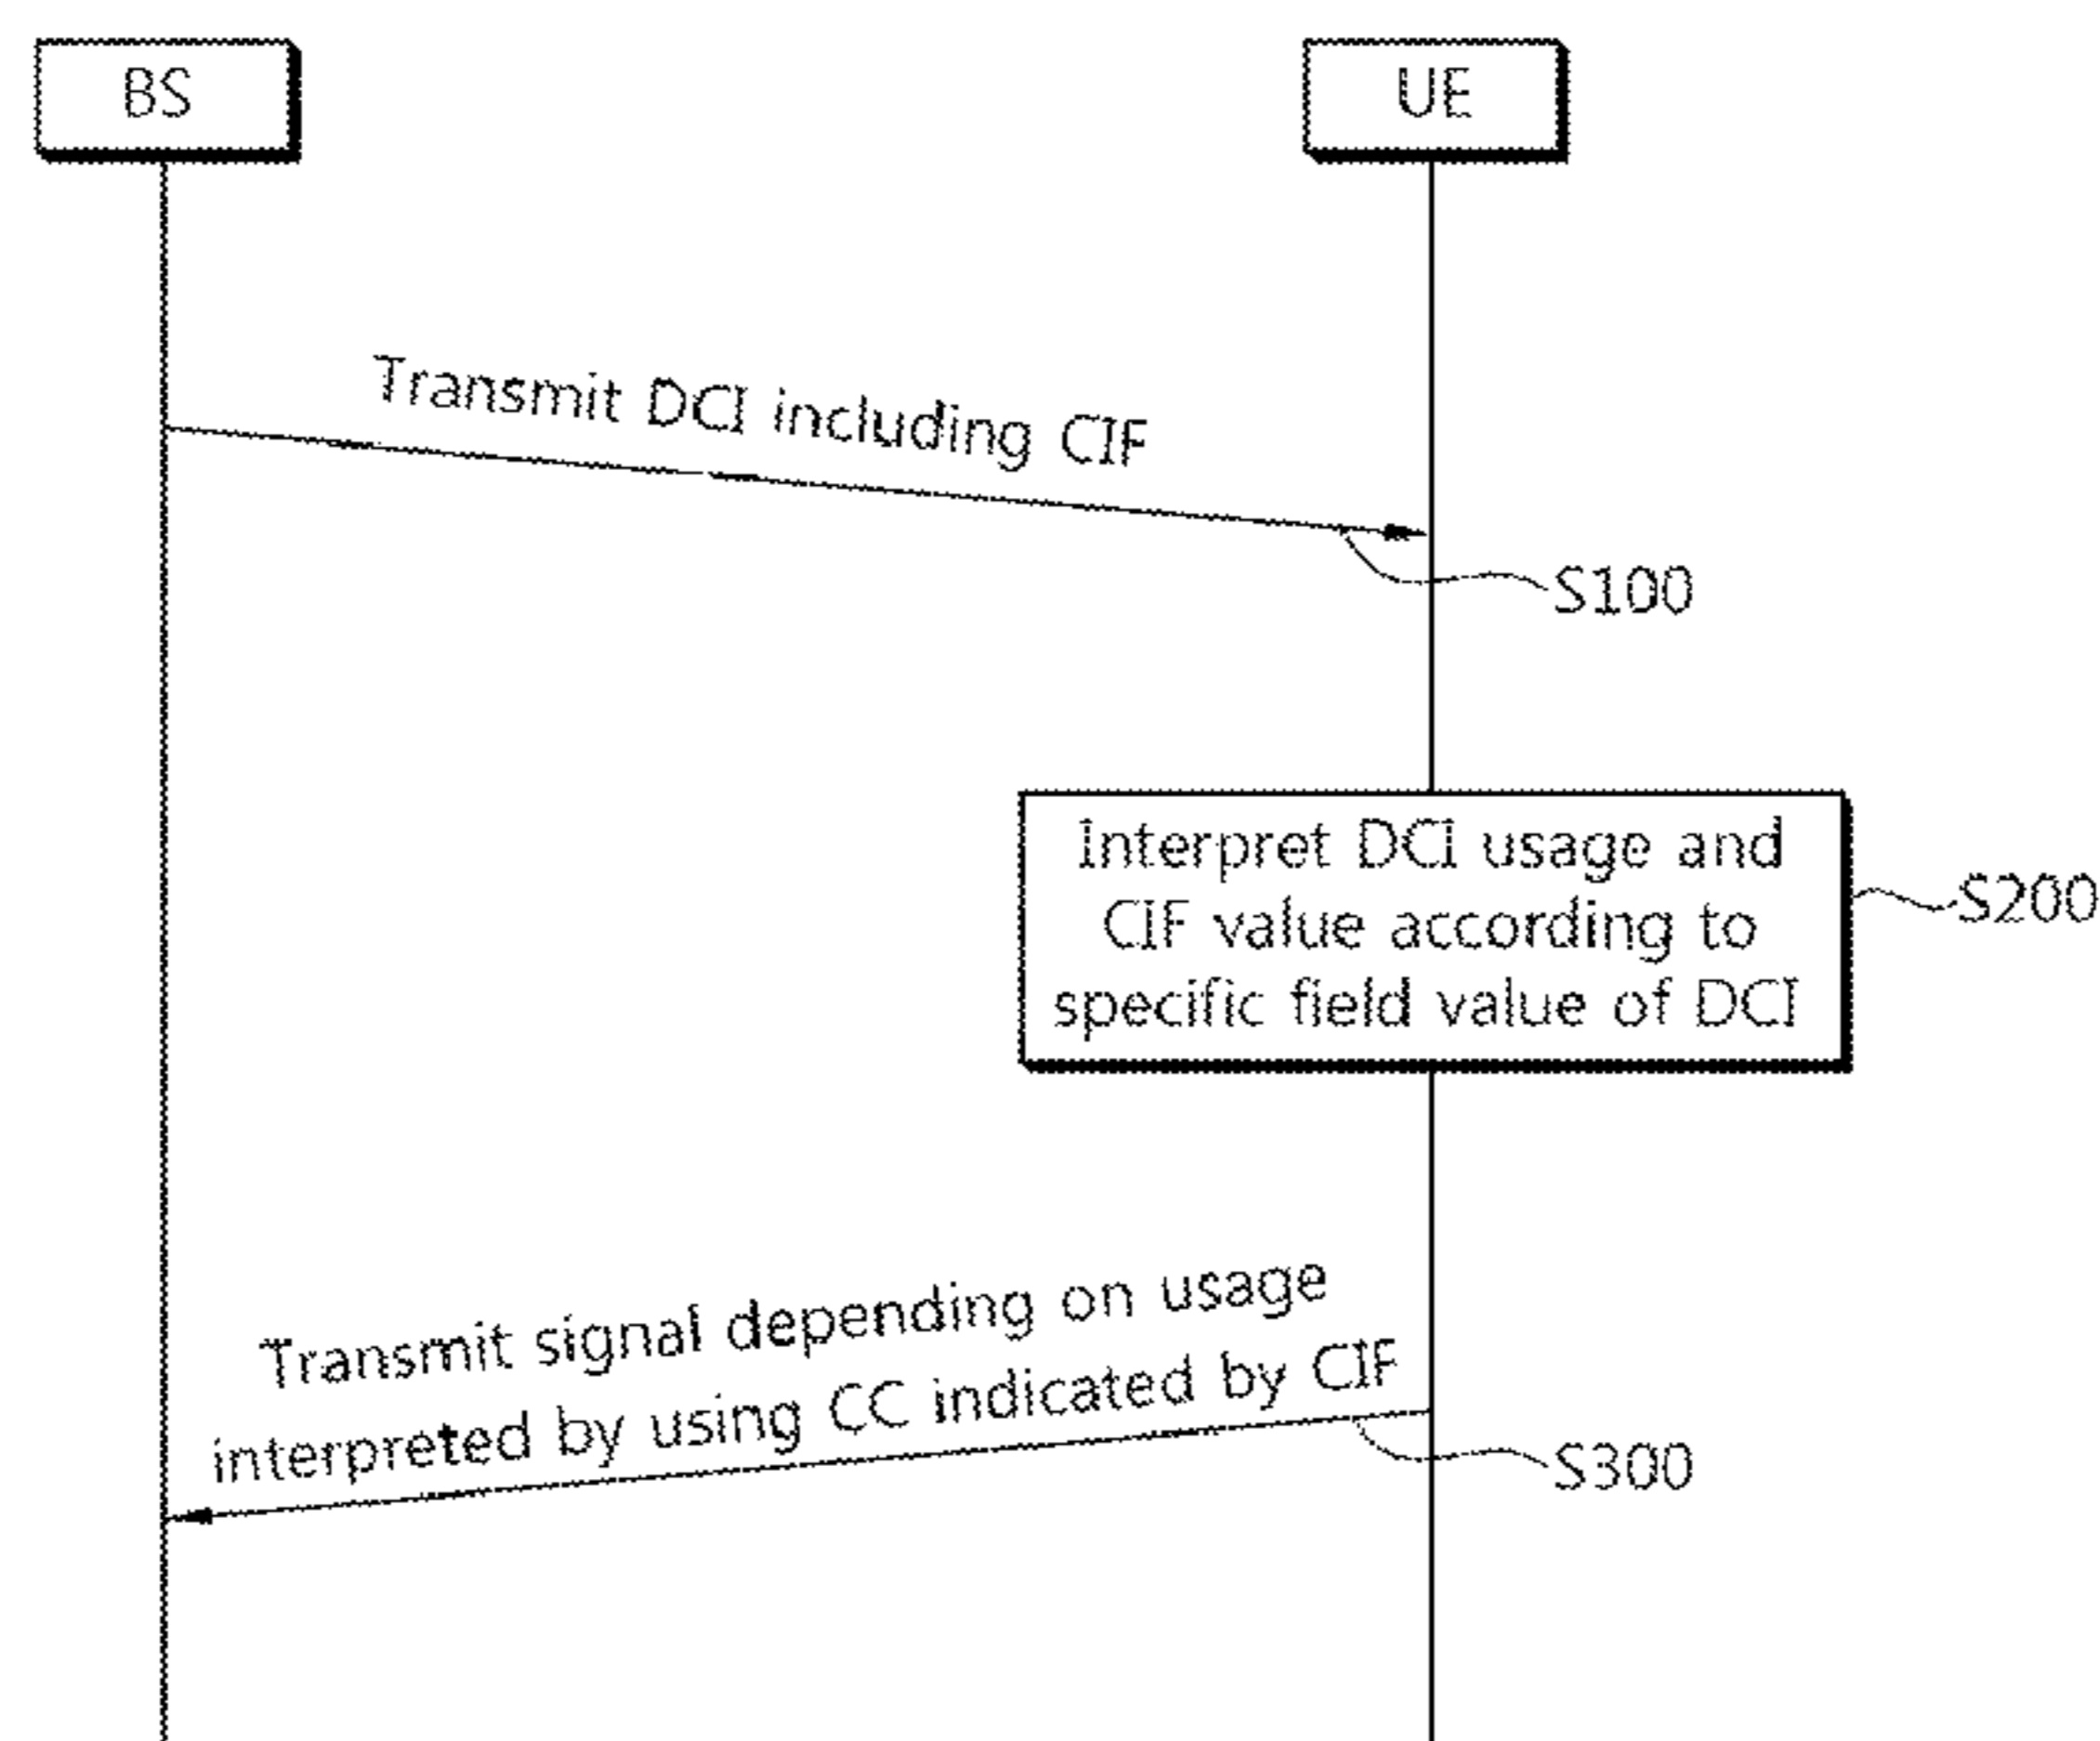 BS
UE
Transmit DCI including CIF
S100
Interpret DCI usage and
CIF value according to
specific field value of DCI
S200
Transmit signal depending on usage
interpreted by using CC indicated by CIF
S300